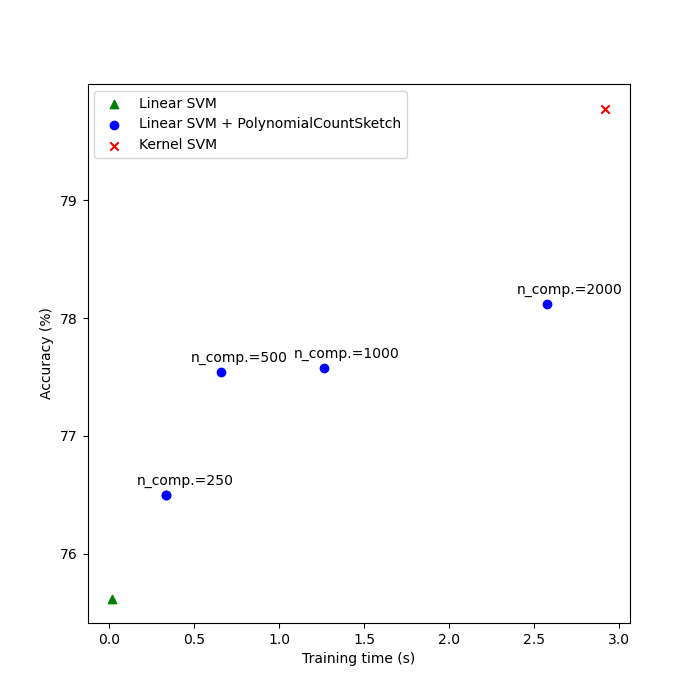 Linear SVM
Linear SVM + PolynomialCountSketch
Kernel SVM
79
78
77
76
Accuracy (%)
n_comp.=2000
n_comp.=500
n_comp.=1000
n_comp.=250
0.0
0.5
1.0
1.5
2.0
2.5
3.0
Training time (s)